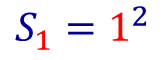 S₁ = 1²